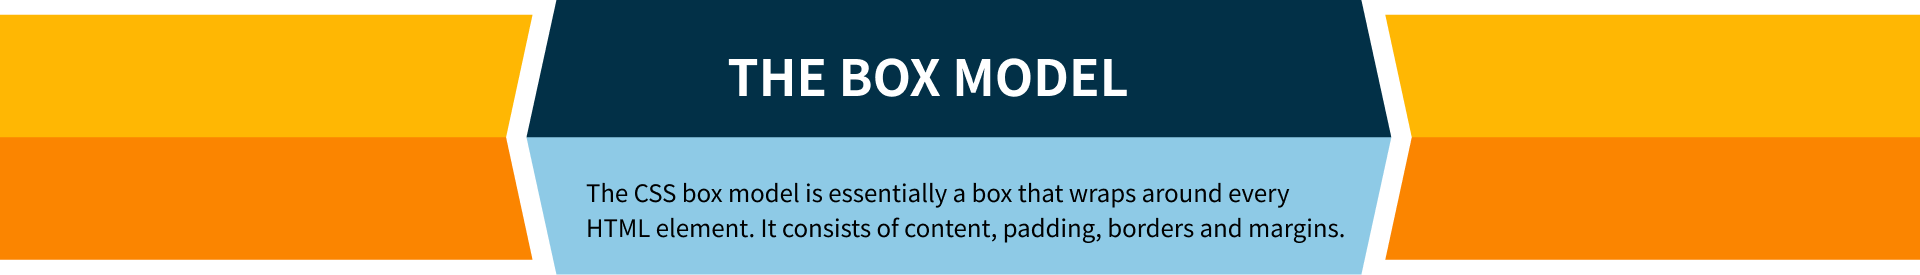 THE BOX MODEL
The CSS box model is essentially a box that wraps around every
HTML element. It consists of content, padding, borders and margins.